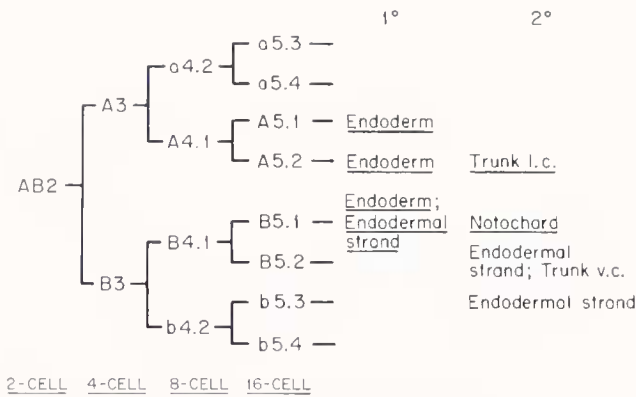 1° 2°
a5.3
a4.2
a5.4
A3
A5.1 Endoderm
A4.1
A5.2 Endoderm Trunk l.c.
AB2
Endoderm;
B5.1 Endodermal Notochord
strand
B4.1
Endodermal
B5.2 strand; Trunk v.c.
B3
b5.3 Endodermal strand
b4.2
b5.4
2-CELL 4-CELL 8-CELL 16-CELL